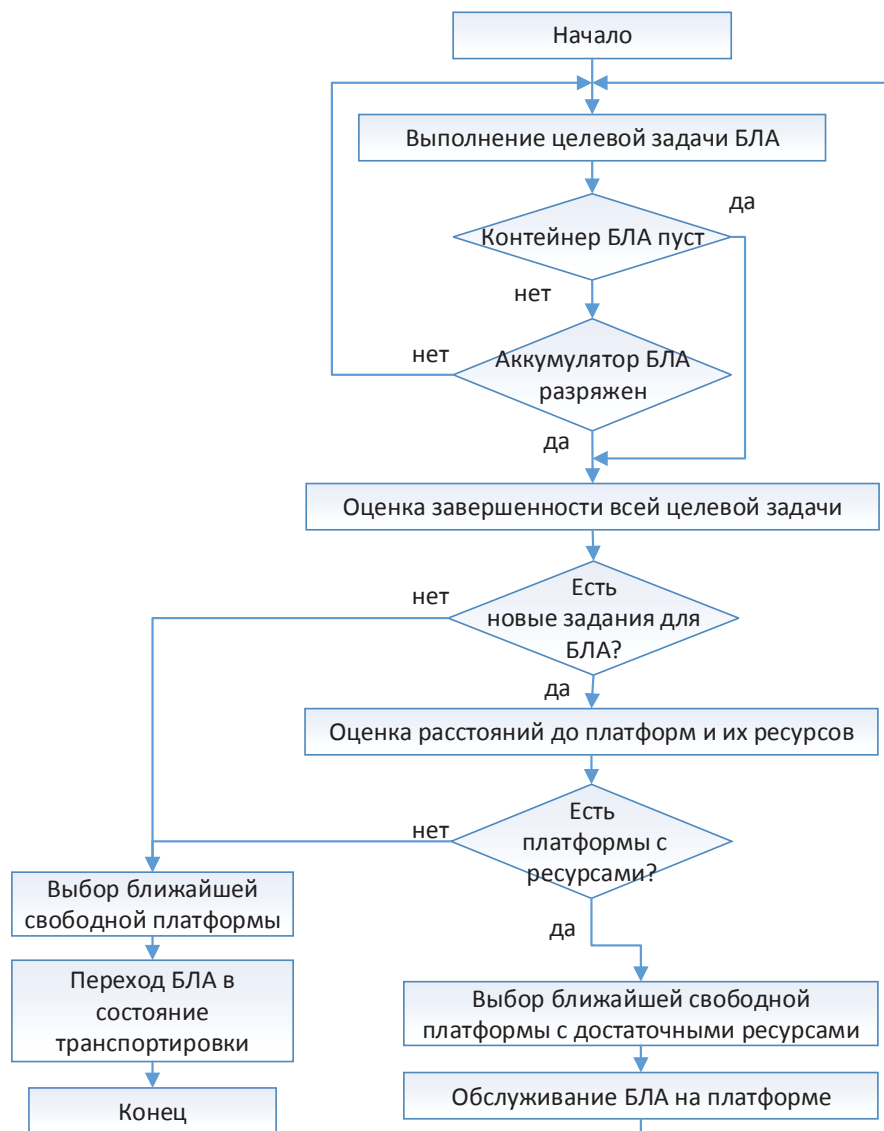 Начало
Выполнение целевой задачи БЛА
да
Контейнер БЛА пуст
нет
нет
Аккумулятор БЛА
разряжен
да
Оценка завершенности всей целевой задачи
нет
Есть
новые задания для
БЛА?
да
Оценка расстояний до платформ и их ресурсов
нет
Есть
платформы с
ресурсами?
да
Выбор ближайшей
свободной платформы
Переход БЛА в
состояние
транспортировки
Конец
Выбор ближайшей свободной
платформы с достаточными ресурсами
Обслуживание БЛА на платформе